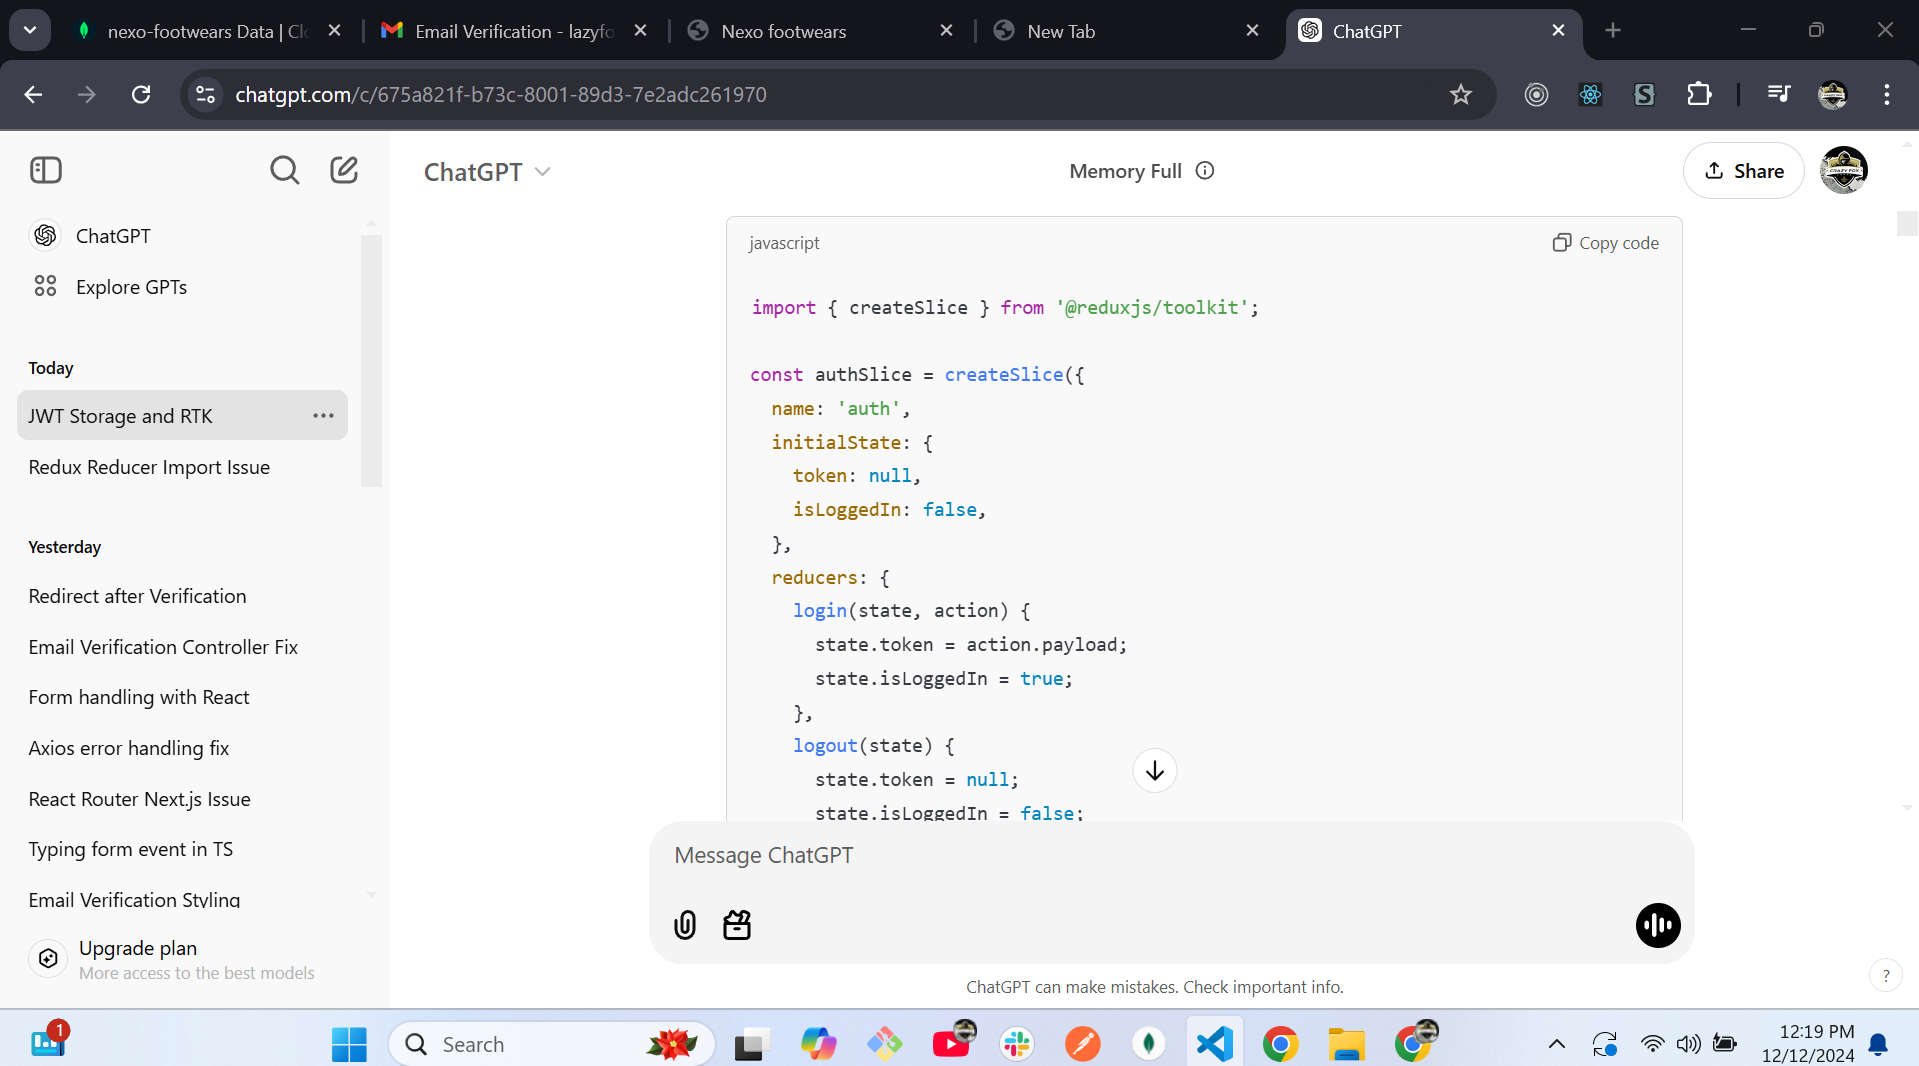 nexo-footwears Data | Clo
Email Verification - lazyfo
Nexo footwears
New Tab
ChatGPT
chatgpt.com/c/675a821f-b73c-8001-89d3-7e2adc261970
ChatGPT
Memory Full
Share
ChatGPT
Explore GPTs
Today
JWT Storage and RTK
Redux Reducer Import Issue
Yesterday
Redirect after Verification
Email Verification Controller Fix
Form handling with React
Axios error handling fix
React Router Next.js Issue
Typing form event in TS
Email Verification Styling
Upgrade plan
More access to the best models
javascript
Copy code
import { createSlice } from '@reduxjs/toolkit';
const authSlice = createSlice({
name: 'auth',
initialState: {
token: null,
isLoggedIn: false,
},
reducers: {
login(state, action) {
state.token = action.payload;
state.isLoggedIn = true;
},
logout(state) {
state.token = null;
state.isLoggedIn = false;
Message ChatGPT
ChatGPT can make mistakes. Check important info.
?
1
Search
12:19 PM
12/12/2024